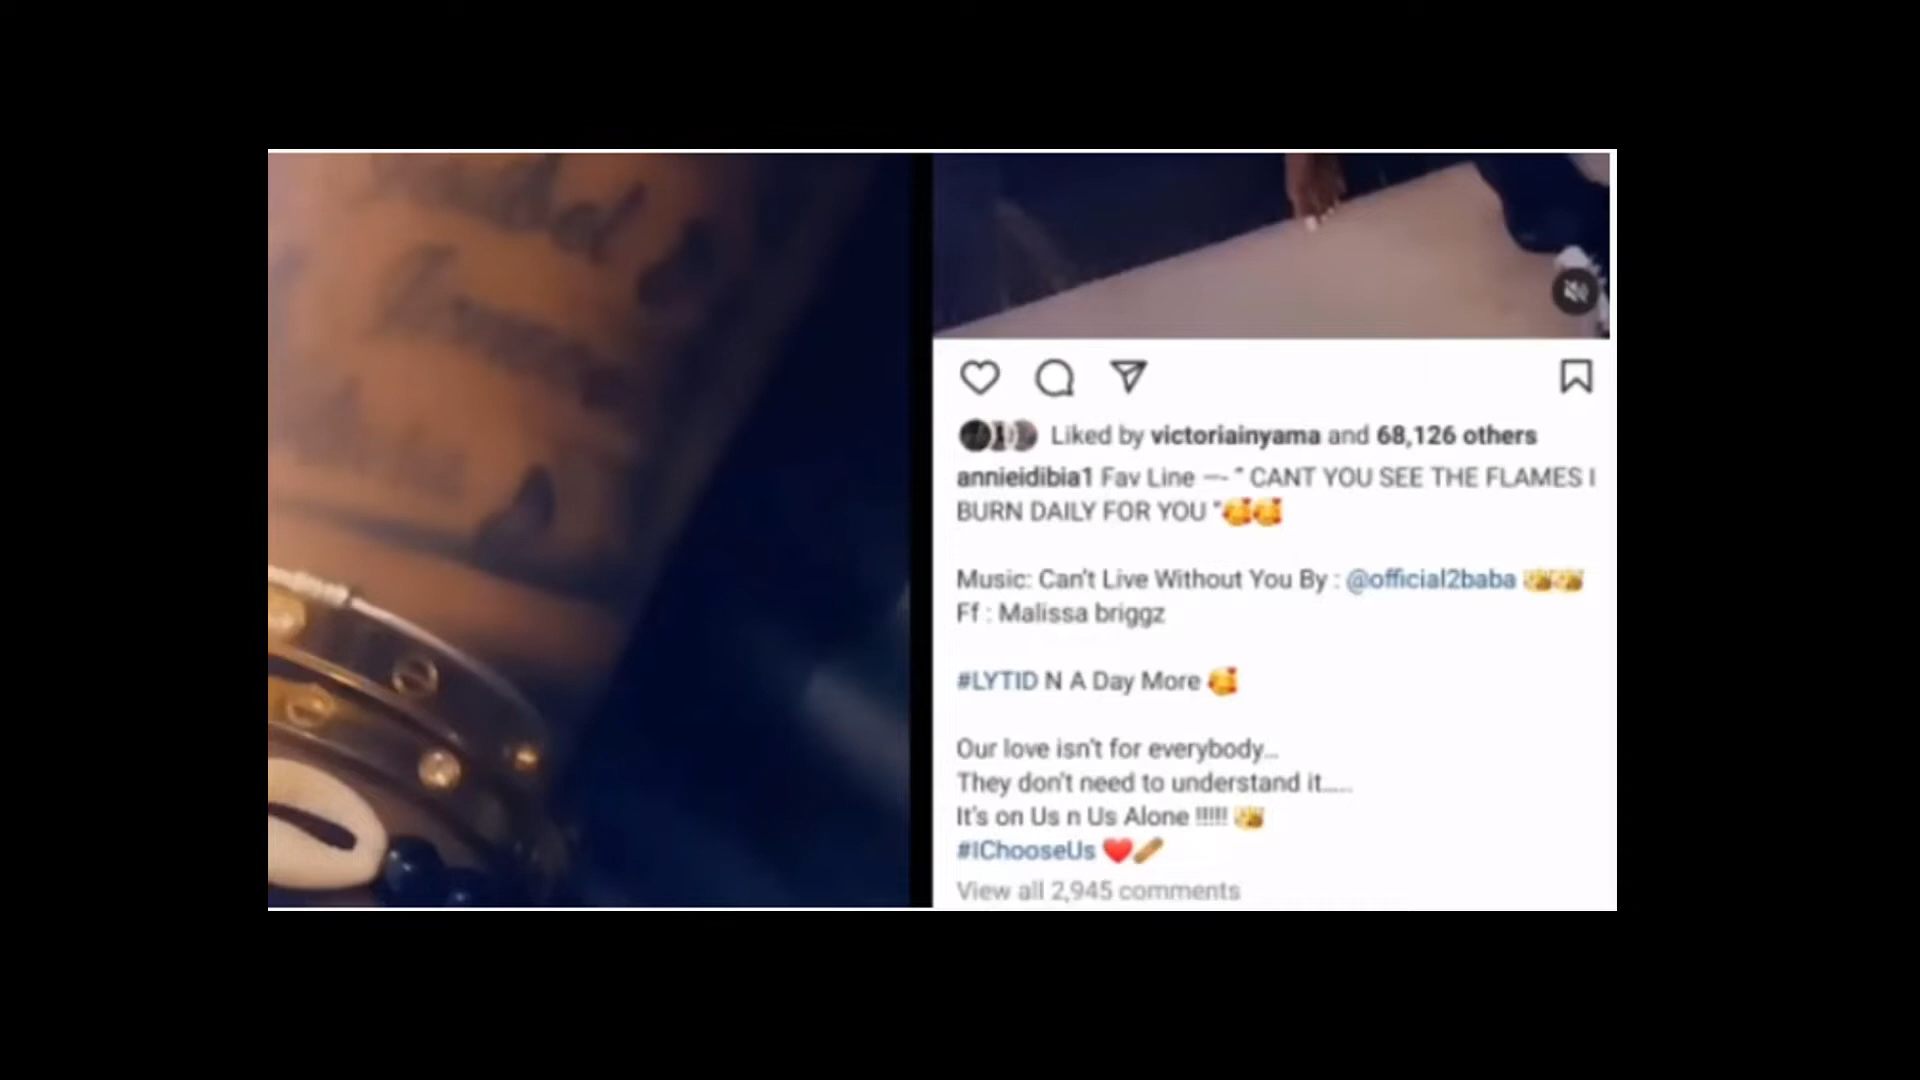 Liked by victoriainyama and 68,126 others
annieidibia1 Fav Line —- " CANT YOU SEE THE FLAMES I
BURN DAILY FOR YOU "🥰🥰
Music: Can't Live Without You By : @official2baba
Ff : Malissa briggz
#LYTID N A Day More 🥰
Our love isn't for everybody...
They don't need to understand it.....
It's on Us n Us Alone !!!!!
#IChooseUs ❤️
View all 2,945 comments